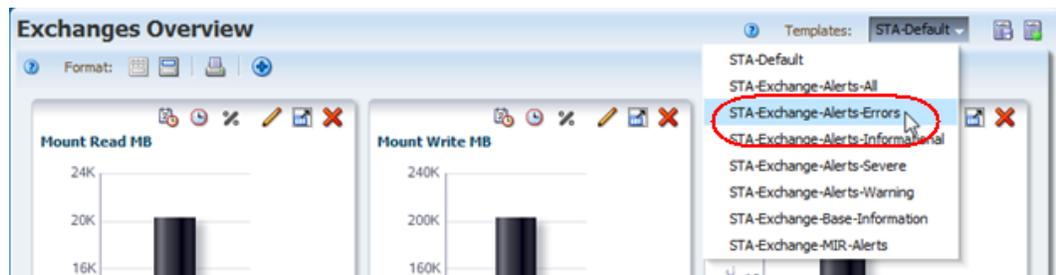 Exchanges Overview
Templates: STA-Default
Format:
STA-Default
STA-Exchange-Alerts-All
STA-Exchange-Alerts-Errors
STA-Exchange-Alerts-Informational
STA-Exchange-Alerts-Severe
STA-Exchange-Alerts-Warning
STA-Exchange-Base-Information
STA-Exchange-MIR-Alerts
Mount Read MB
24K
20K
16K
Mount Write MB
240K
200K
160K